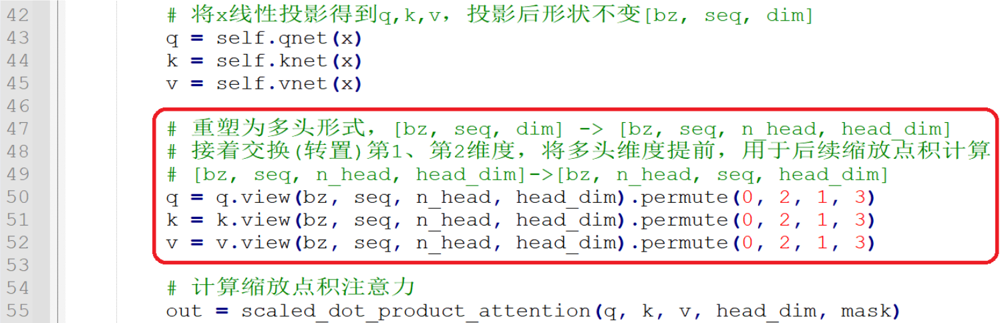 42 # 将x线性投影得到q,k,v，投影后形状不变[bz, seq, dim]
43 q = self.qnet(x)
44 k = self.knet(x)
45 v = self.vnet(x)
46
47 # 重塑为多头形式，[bz, seq, dim] -> [bz, seq, n_head, head_dim]
48 # 接着交换(转置)第1、第2维度，将多头维度提前，用于后续缩放点积计算
49 # [bz, seq, n_head, head_dim]->[bz, n_head, seq, head_dim]
50 q = q.view(bz, seq, n_head, head_dim).permute(0, 2, 1, 3)
51 k = k.view(bz, seq, n_head, head_dim).permute(0, 2, 1, 3)
52 v = v.view(bz, seq, n_head, head_dim).permute(0, 2, 1, 3)
53
54 # 计算缩放点积注意力
55 out = scaled_dot_product_attention(q, k, v, head_dim, mask)